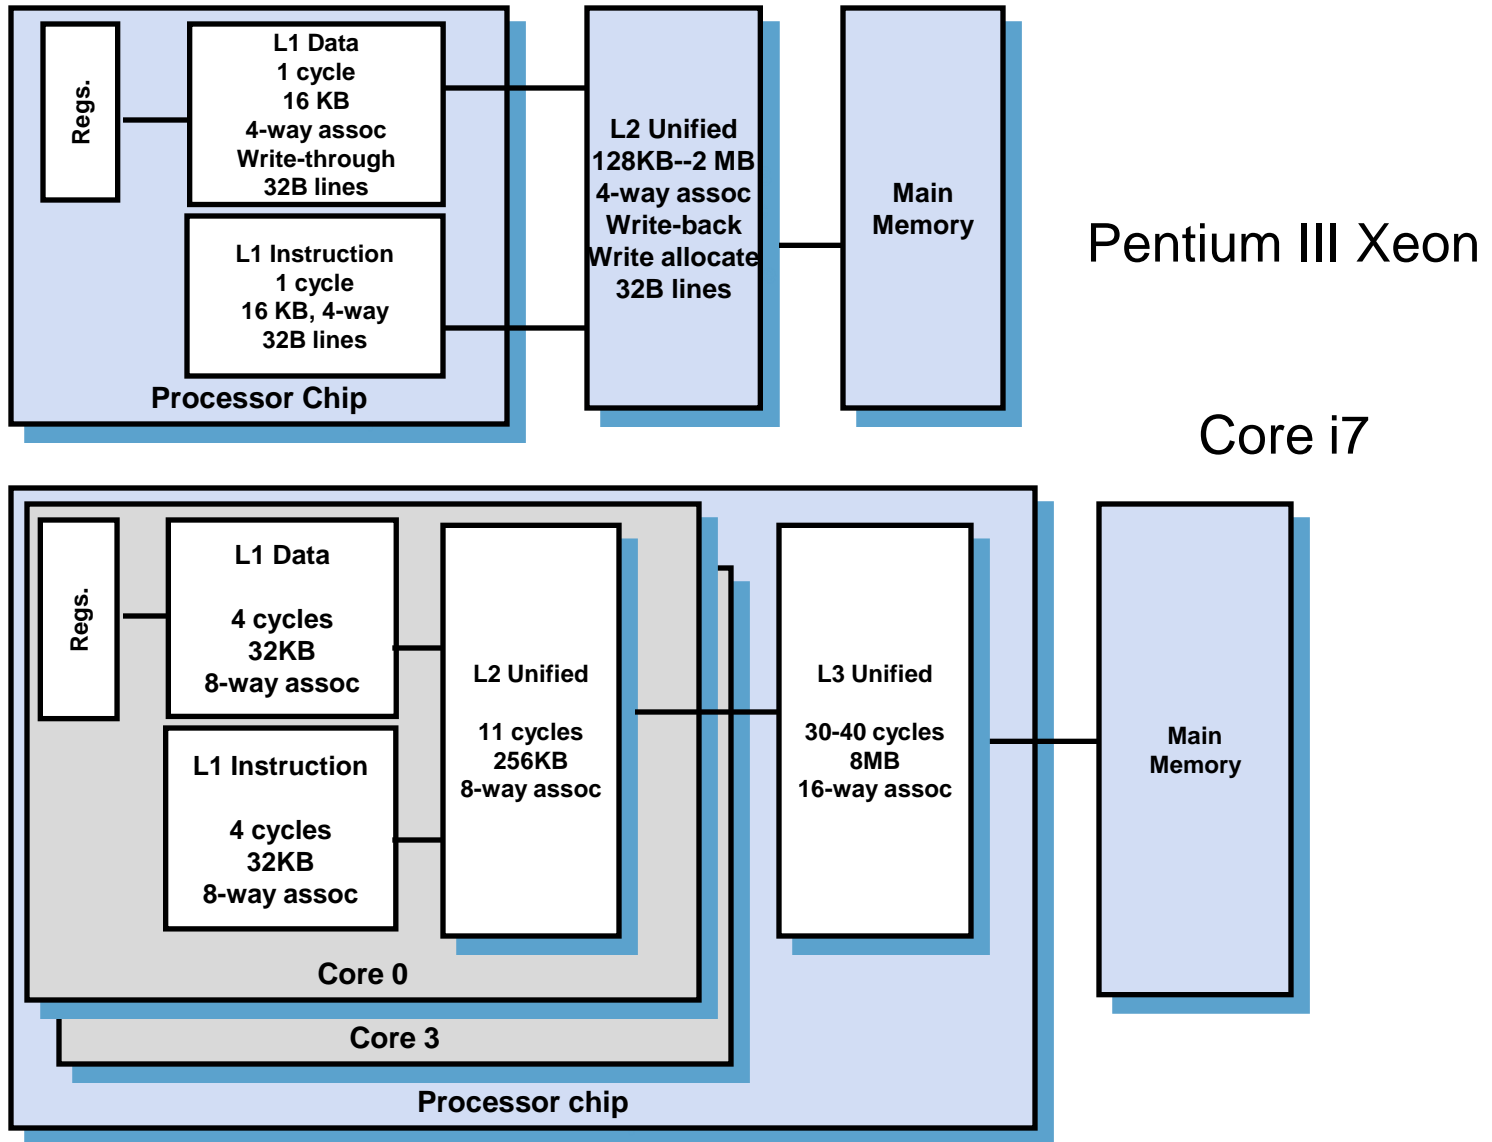 Regs.
L1 Data
1 cycle
16 KB
4-way assoc
Write-through
32B lines
L1 Instruction
1 cycle
16 KB, 4-way
32B lines
Processor Chip
L2 Unified
128KB--2 MB
4-way assoc
Write-back
Write allocate
32B lines
Main
Memory
Pentium III Xeon
Core i7
Regs.
L1 Data
4 cycles
32KB
8-way assoc
L1 Instruction
4 cycles
32KB
8-way assoc
L2 Unified
11 cycles
256KB
8-way assoc
Core 0
Core 3
L3 Unified
30-40 cycles
8MB
16-way assoc
Processor chip
Main
Memory